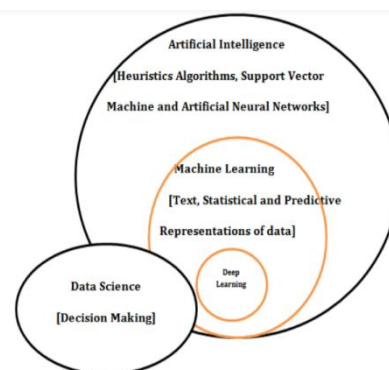 Artificial Intelligence
[Heuristics Algorithms, Support Vector
Machine and Artificial Neural Networks]
Machine Learning
[Text, Statistical and Predictive
Representations of data]
Deep
Learning
Data Science
[Decision Making]